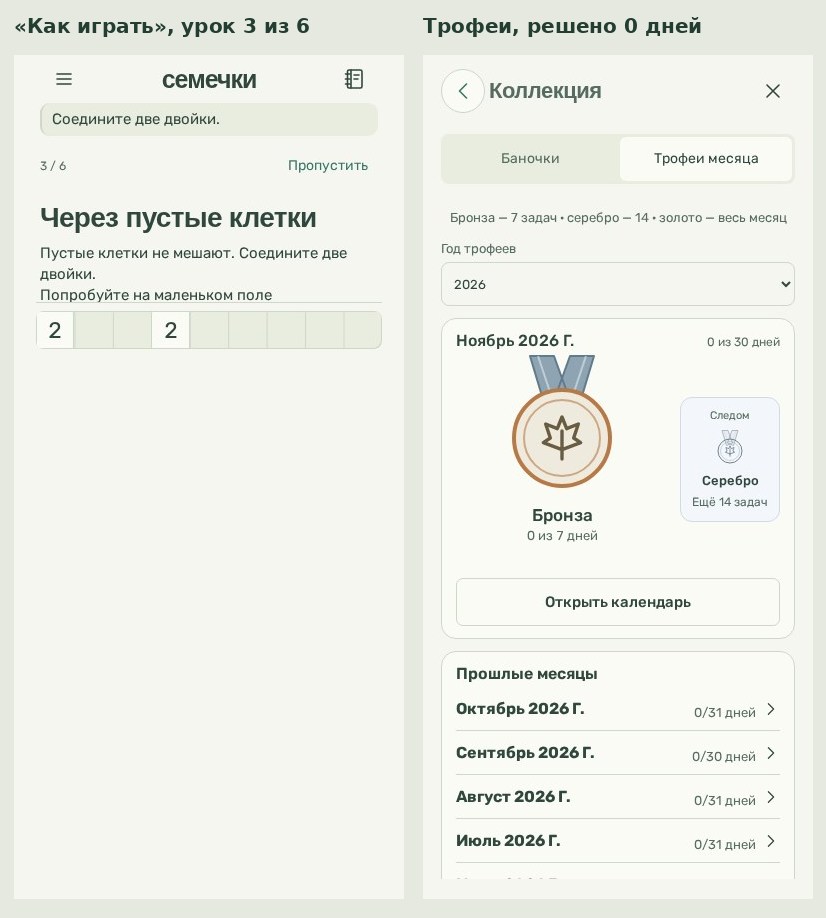 «Как играть», урок 3 из 6
семечки
Соедините две двойки.
3 / 6
Пропустить
Через пустые клетки
Пустые клетки не мешают. Соедините две
двойки.
Попробуйте на маленьком поле
2 2
Трофеи, решено 0 дней
Коллекция
Баночки
Трофеи месяца
Бронза — 7 задач • серебро — 14 • золото — весь месяц
Год трофеев
2026
Ноябрь 2026 Г.
0 из 30 дней
Бронза
0 из 7 дней
Следом
Серебро
Ещё 14 задач
Открыть календарь
Прошлые месяцы
Октябрь 2026 Г.
0/31 дней
Сентябрь 2026 Г.
0/30 дней
Август 2026 Г.
0/31 дней
Июль 2026 Г.
0/31 дней